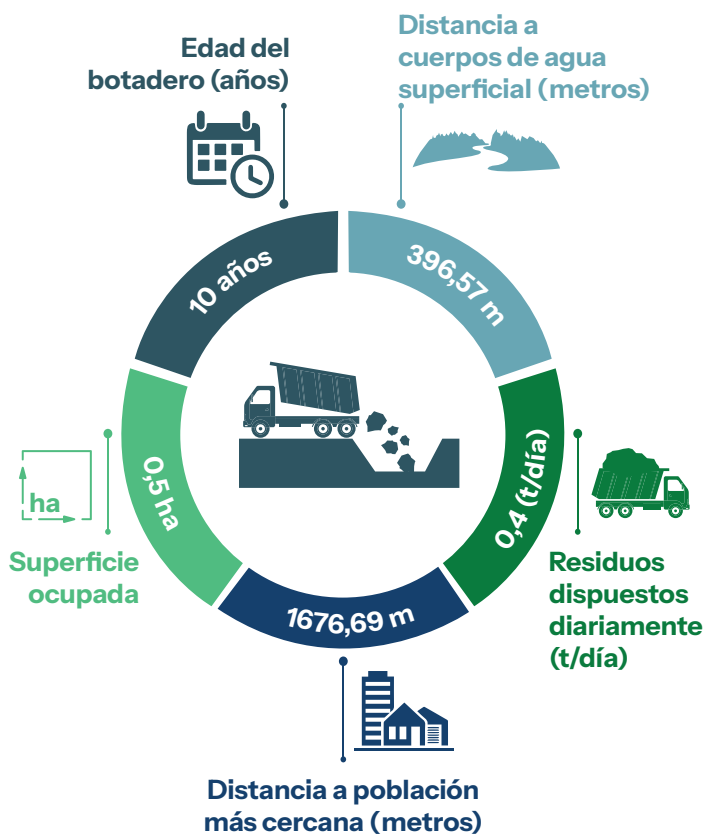 Edad del
botadero (años)
Distancia a
cuerpos de agua
superficial (metros)
10 años
396,57 m
0,5 ha
0,4 (t/día)
1676,69 m
ha
Superficie
ocupada
Residuos
dispuestos
diariamente
(t/día)
Distancia a población
más cercana (metros)